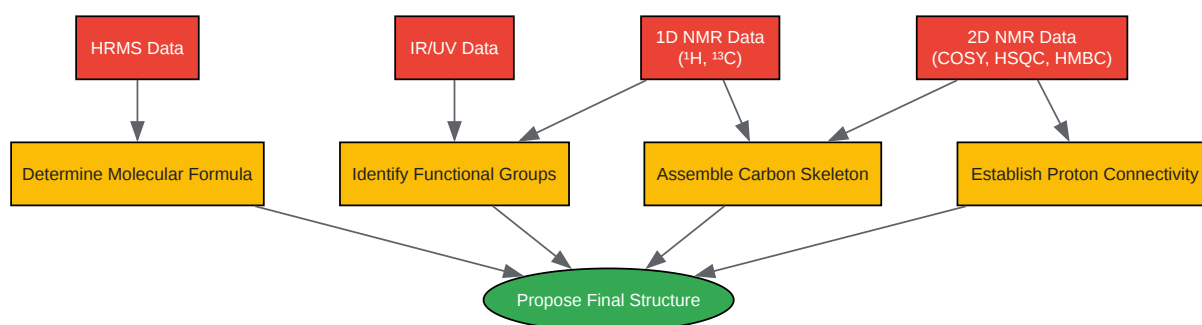 HRMS Data
IR/UV Data
1D NMR Data
(¹H, ¹³C)
2D NMR Data
(COSY, HSQC, HMBC)
Determine Molecular Formula
Identify Functional Groups
Assemble Carbon Skeleton
Establish Proton Connectivity
Propose Final Structure